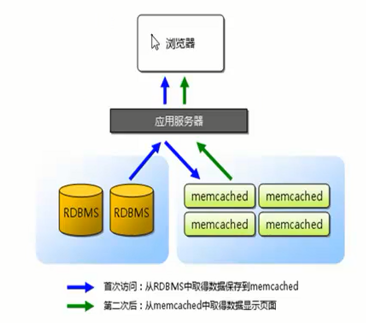 浏览器
应用服务器
RDBMS RDBMS
memcached memcached
memcached memcached
首次访问：从RDBMS中取得数据保存到memcached
第二次后：从memcached中取得数据显示页面